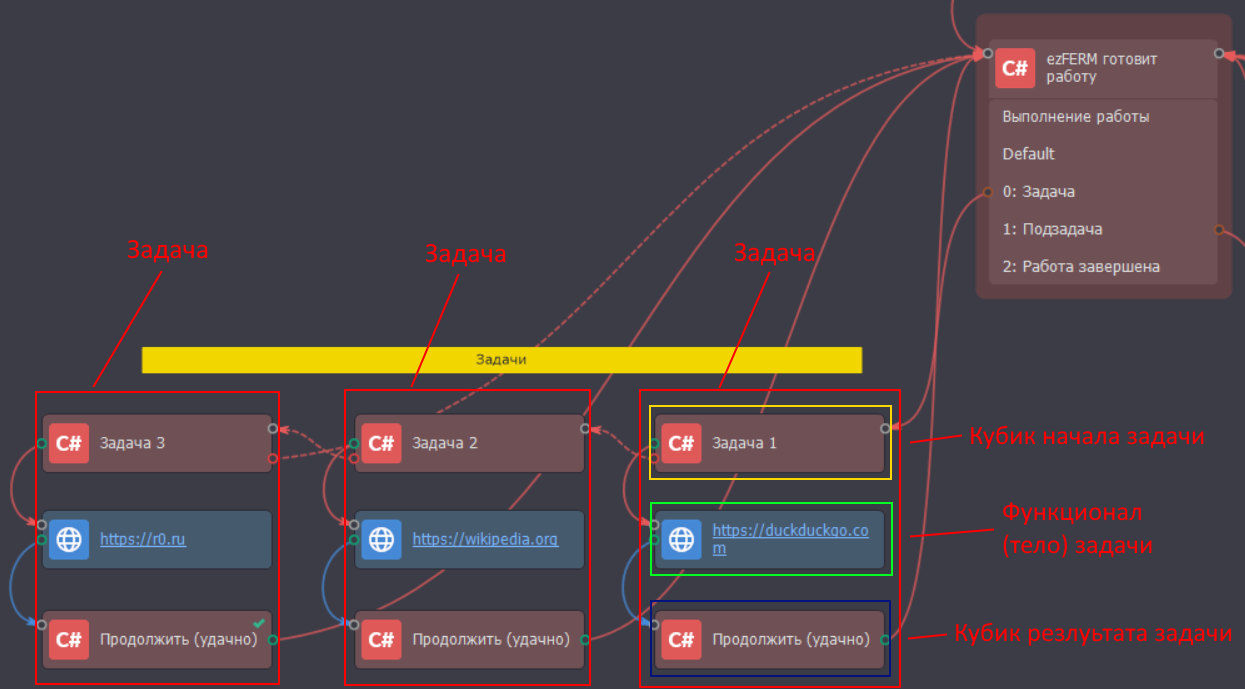 C#
ezFERM готовит
работу
Выполнение работы
Default
0: Задача
1: Подзадача
2: Работа завершена
Задача
Задача
Задача
Задачи
C# Задача 3
C# Задача 2
C# Задача 1
Кубик начала задачи
https://r0.ru
https://wikipedia.org
https://duckduckgo.co
m
Функционал
(тело) задачи
C# Продолжить (удачно)
C# Продолжить (удачно)
C# Продолжить (удачно)
Кубик резлуьтата задачи